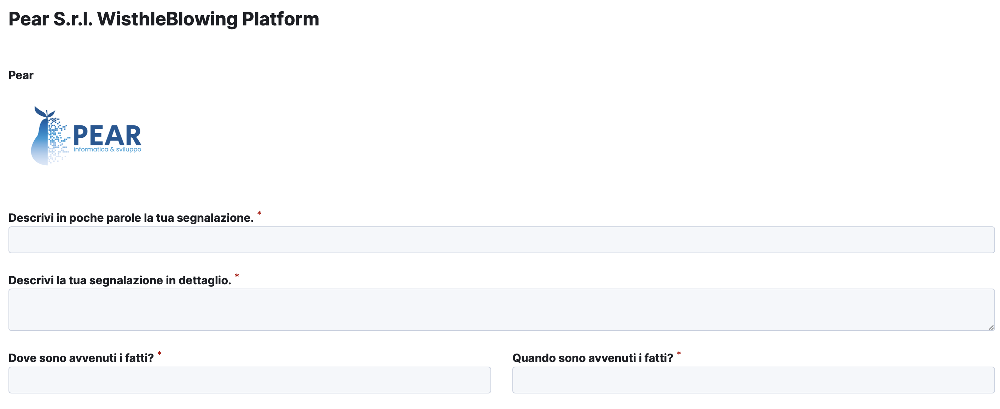 Pear S.r.l. WisthleBlowing Platform
Pear
PEAR
informatica & sviluppo
Descrivi in poche parole la tua segnalazione. *
Descrivi la tua segnalazione in dettaglio. *
Dove sono avvenuti i fatti? *
Quando sono avvenuti i fatti? *